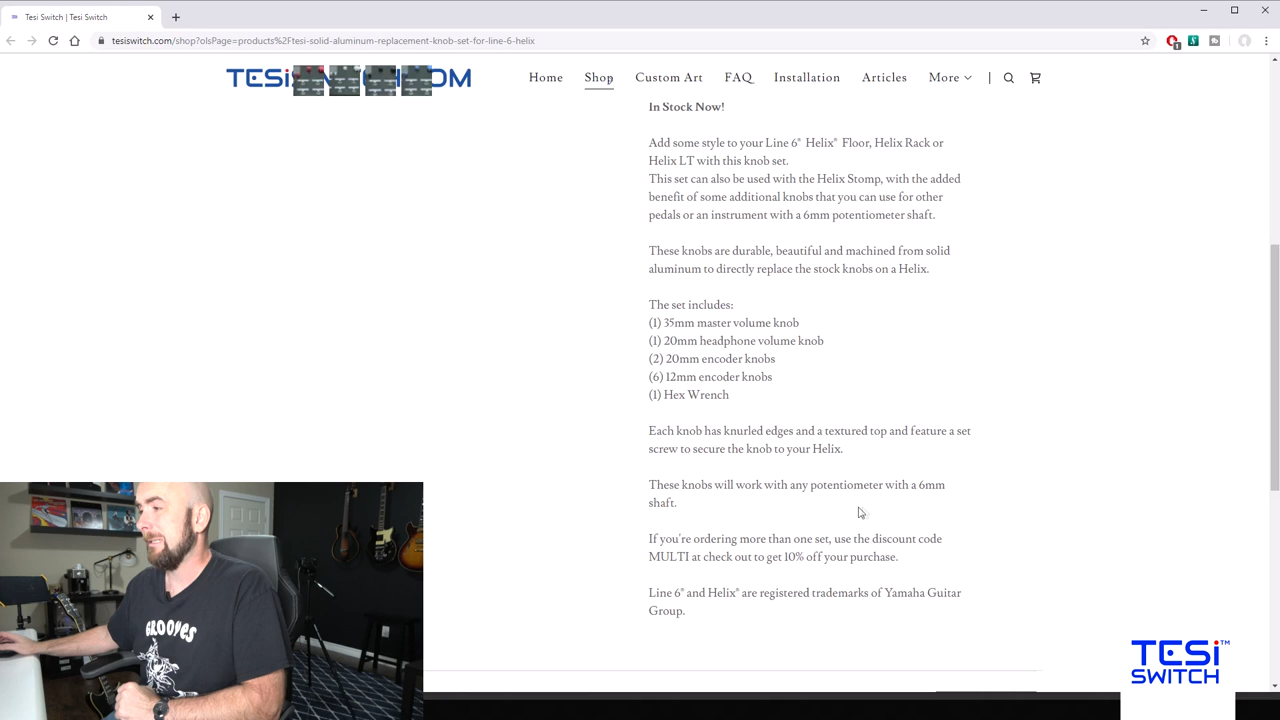 Tesi Switch | Tesi Switch
tesiswitch.com/shop?olsPage=products%2Ftesi-solid-aluminum-replacement-knob-set-for-line-6-helix
1
Home
Shop
Custom Art
FAQ
Installation
Articles
More
In Stock Now!
Add some style to your Line 6® Helix® Floor, Helix Rack or
Helix LT with this knob set.
This set can also be used with the Helix Stomp, with the added
benefit of some additional knobs that you can use for other
pedals or an instrument with a 6mm potentiometer shaft.
These knobs are durable, beautiful and machined from solid
aluminum to directly replace the stock knobs on a Helix.
The set includes:
(1) 35mm master volume knob
(1) 20mm headphone volume knob
(2) 20mm encoder knobs
(6) 12mm encoder knobs
(1) Hex Wrench
Each knob has knurled edges and a textured top and feature a set
screw to secure the knob to your Helix.
These knobs will work with any potentiometer with a 6mm
shaft.
If you're ordering more than one set, use the discount code
MULTI at check out to get 10% off your purchase.
Line 6® and Helix® are registered trademarks of Yamaha Guitar
Group.
GROOVES
TESi™
SWITCH